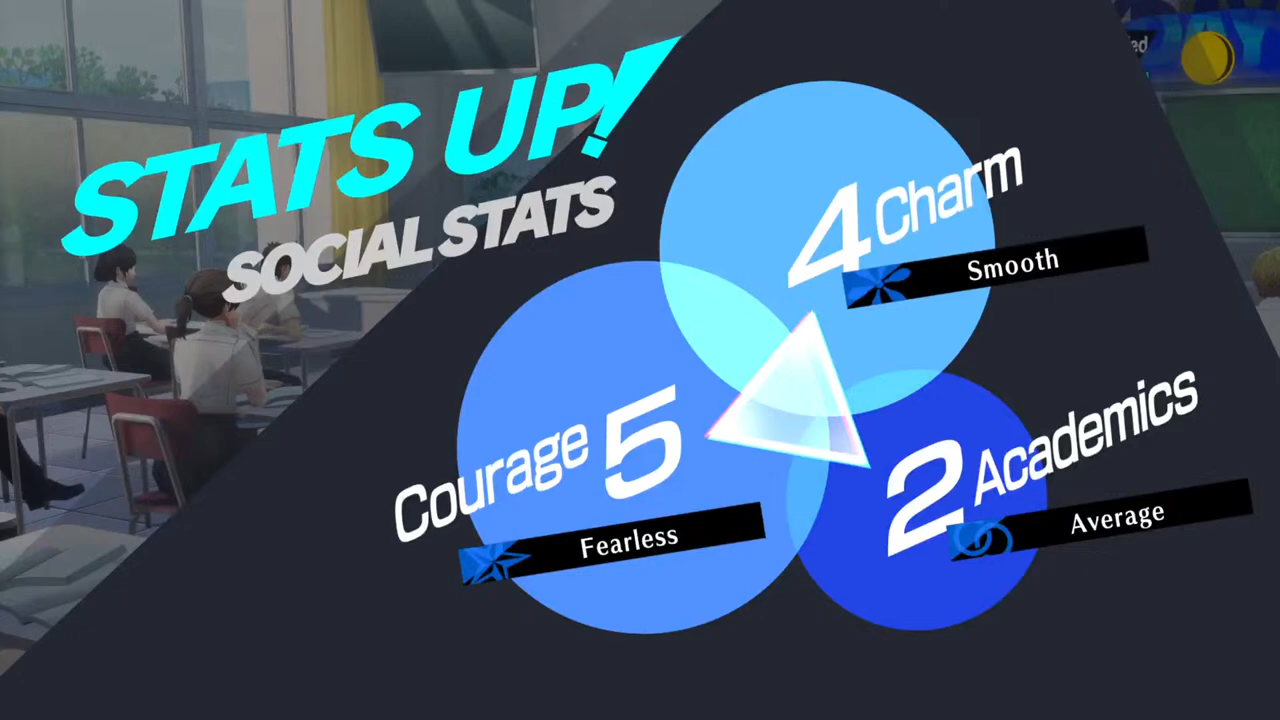 STATS UP!
SOCIAL STATS
4 Charm
Smooth
Courage 5
Fearless
2 Academics
Average